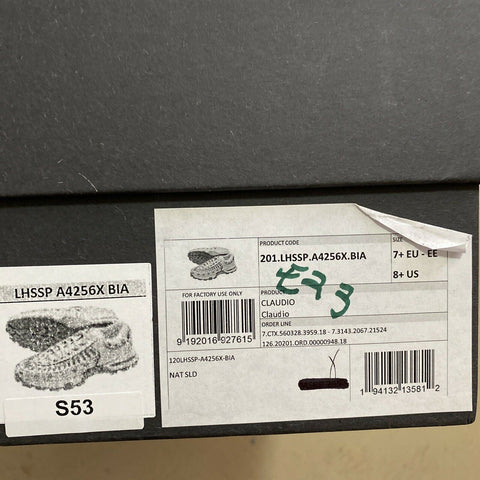 LHSSP A4256X.BIA
S53
PRODUCT CODE
201.LHSSP.A4256X.BIA
SIZE
7+ EU - EE
8+ US
FOR FACTORY USE ONLY
9 192016 927615
CLAUDIO
Claudio
ORDER LINE
7.CTX.560328.3959.18 - 7.3143.2067.21524
126.20201.ORD.00000948.18
120LHSSP-A4256X-BIA
NAT SLD
1 94132 13581 2